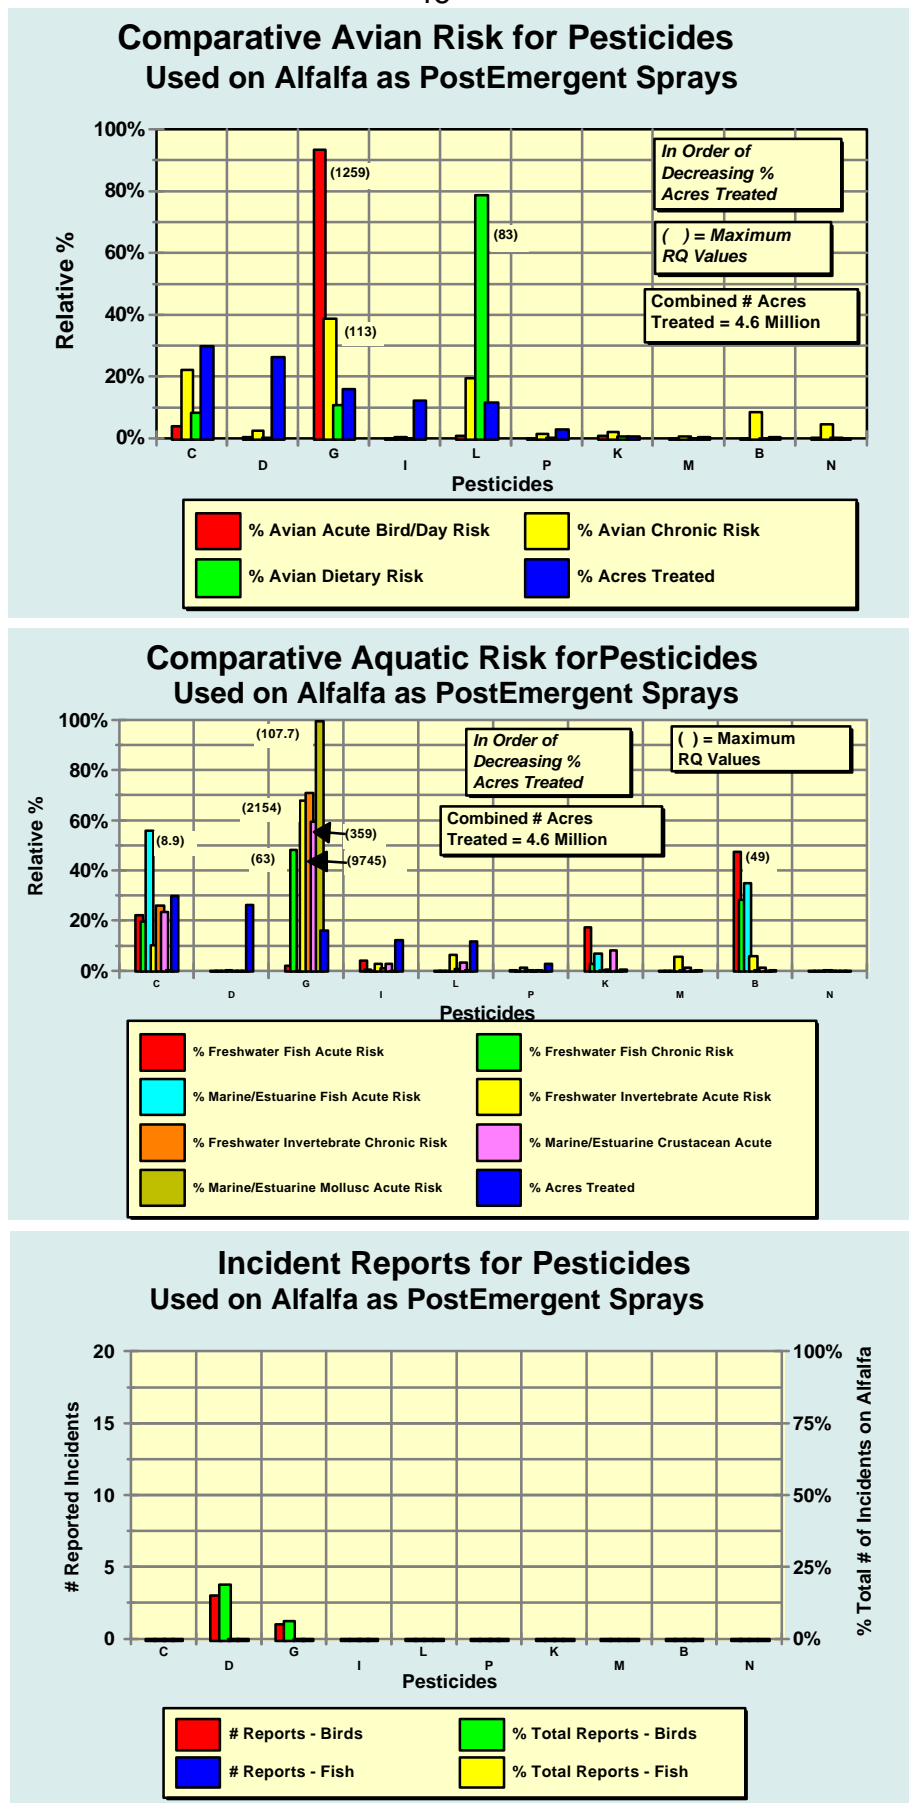 Comparative Avian Risk for Pesticides
Used on Alfalfa as PostEmergent Sprays
100%
80%
60%
40%
20%
0%
Relative %
(1259)
(113)
(83)
In Order of
Decreasing %
Acres Treated
( ) = Maximum
RQ Values
Combined # Acres
Treated = 4.6 Million
C
D
G
I
L
P
K
M
B
N
Pesticides
% Avian Acute Bird/Day Risk
% Avian Chronic Risk
% Avian Dietary Risk
% Acres Treated
Comparative Aquatic Risk forPesticides
Used on Alfalfa as PostEmergent Sprays
100%
80%
60%
40%
20%
0%
Relative %
(8.9)
(107.7)
(2154)
(63)
(359)
(9745)
(49)
In Order of
Decreasing %
Acres Treated
( ) = Maximum
RQ Values
Combined # Acres
Treated = 4.6 Million
C
D
G
I
L
P
K
M
B
N
Pesticides
% Freshwater Fish Acute Risk
% Freshwater Fish Chronic Risk
% Marine/Estuarine Fish Acute Risk
% Freshwater Invertebrate Acute Risk
% Freshwater Invertebrate Chronic Risk
% Marine/Estuarine Crustacean Acute
% Marine/Estuarine Mollusc Acute Risk
% Acres Treated
Incident Reports for Pesticides
Used on Alfalfa as PostEmergent Sprays
20
15
10
5
0
# Reported Incidents
100%
75%
50%
25%
0%
% Total # of Incidents on Alfalfa
C
D
G
I
L
P
K
M
B
N
Pesticides
# Reports - Birds
% Total Reports - Birds
# Reports - Fish
% Total Reports - Fish